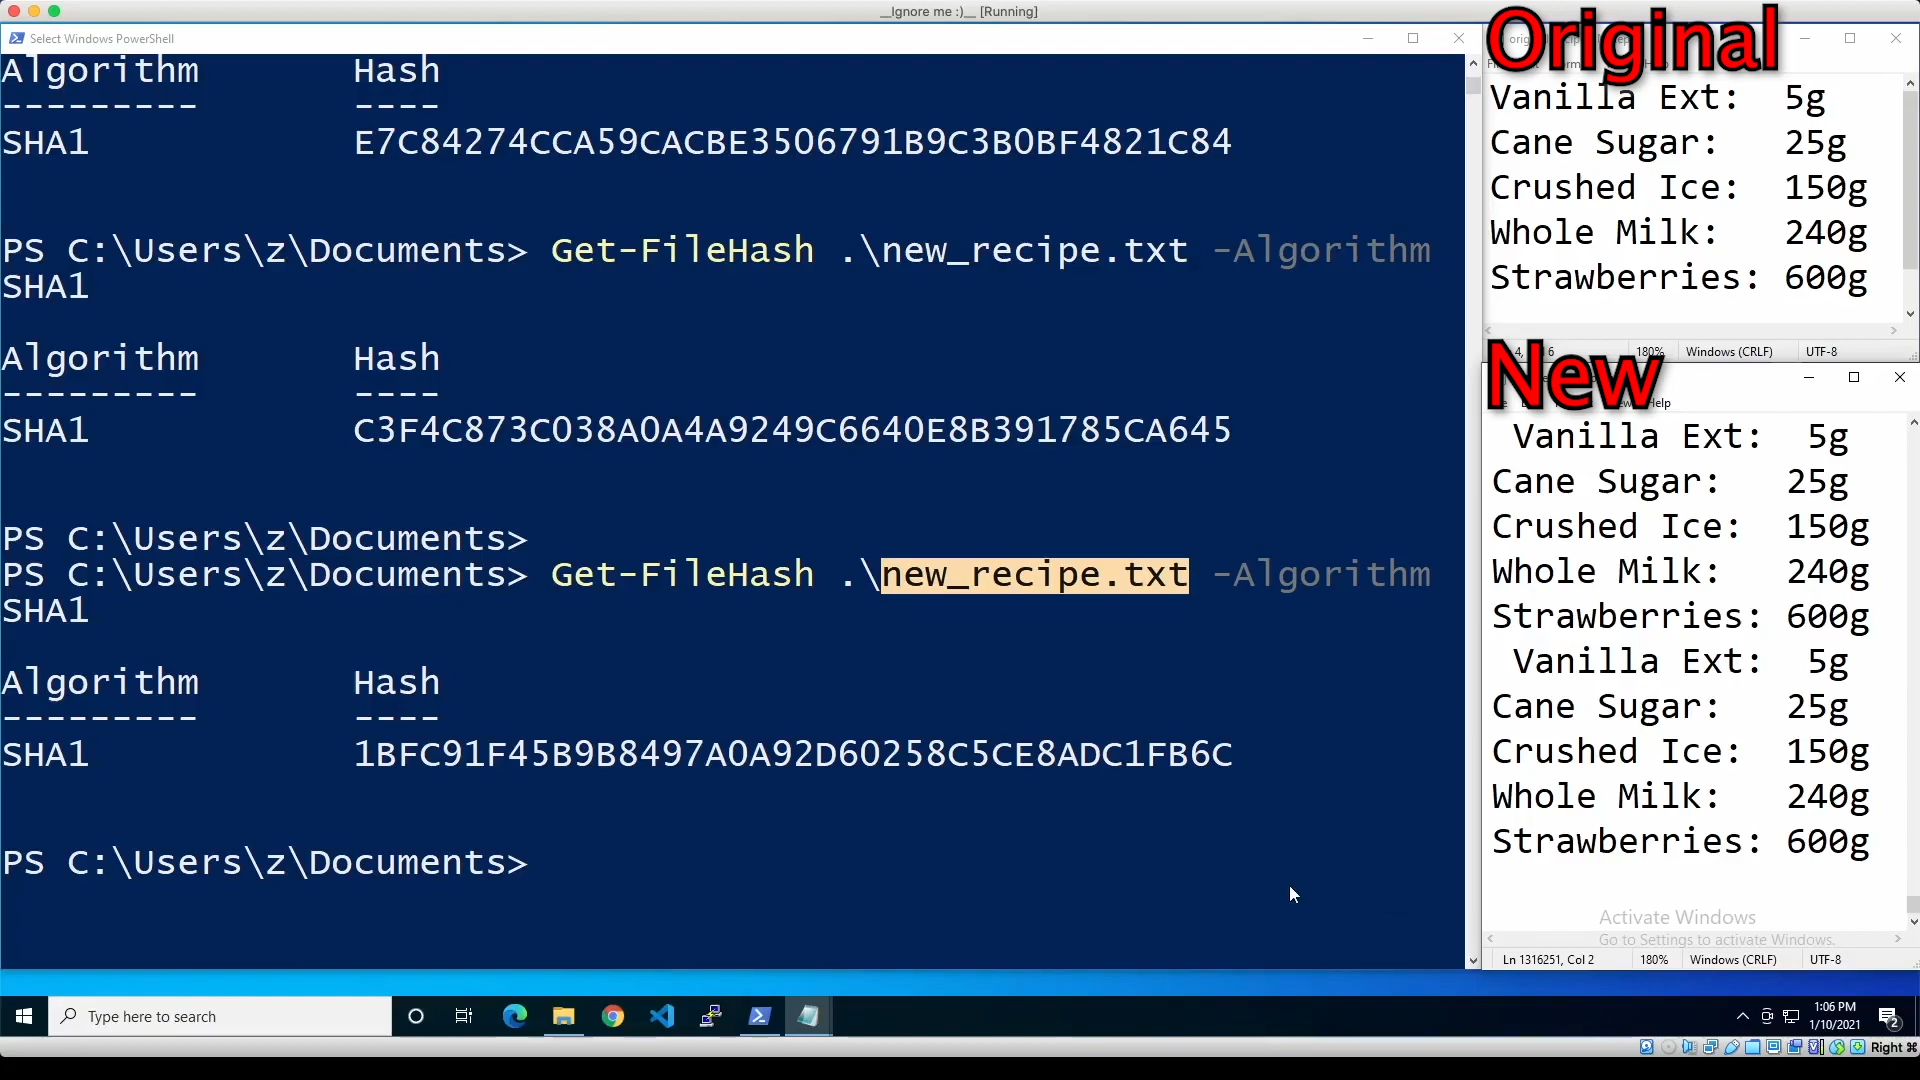 __Ignore me :)__ [Running]
Select Windows PowerShell
Algorithm Hash
--------- ----
SHA1 E7C84274CCA59CACBE3506791B9C3B0BF4821C84
PS C:\Users\z\Documents> Get-FileHash .\new_recipe.txt -Algorithm
SHA1
Algorithm Hash
--------- ----
SHA1 C3F4C873C038A0A4A9249C6640E8B391785CA645
PS C:\Users\z\Documents>
PS C:\Users\z\Documents> Get-FileHash .\new_recipe.txt -Algorithm
SHA1
Algorithm Hash
--------- ----
SHA1 1BFC91F45B9B8497A0A92D60258C5CE8ADC1FB6C
PS C:\Users\z\Documents>
Original
Vanilla Ext: 5g
Cane Sugar: 25g
Crushed Ice: 150g
Whole Milk: 240g
Strawberries: 600g
180% Windows (CRLF) UTF-8
New
Help
Vanilla Ext: 5g
Cane Sugar: 25g
Crushed Ice: 150g
Whole Milk: 240g
Strawberries: 600g
Vanilla Ext: 5g
Cane Sugar: 25g
Crushed Ice: 150g
Whole Milk: 240g
Strawberries: 600g
Activate Windows
Go to Settings to activate Windows.
Ln 1316251, Col 2 180% Windows (CRLF) UTF-8
Type here to search
1:06 PM
1/10/2021
2
Right ⌘